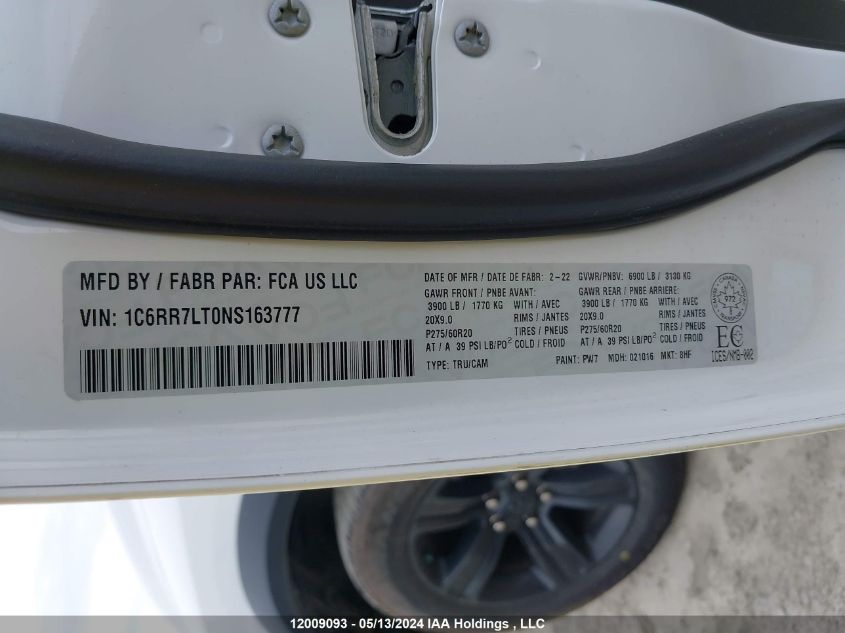 MFD BY / FABR PAR: FCA US LLC
VIN: 1C6RR7LT0NS163777
DATE OF MFR / DATE DE FABR: 2-22 GVWR/PNBV: 6900 LB / 3130 KG
GAWR FRONT / PNBE AVANT: GAWR REAR / PNBE ARRIERE:
3900 LB / 1770 KG WITH / AVEC 3900 LB / 1770 KG WITH / AVEC
20X9.0 RIMS / JANTES 20X9.0 RIMS / JANTES
P275/60R20 TIRES / PNEUS P275/60R20 TIRES / PNEUS
AT / A 39 PSI LB/PO² COLD / FROID AT / A 39 PSI LB/PO² COLD / FROID
TYPE: TRU/CAM PAINT: PW7 MDH: 021016 MKT: 8HF
CANADA
972
TRANSPORT
EC
ICES/NMB-002
12009093 - 05/13/2024 IAA Holdings , LLC